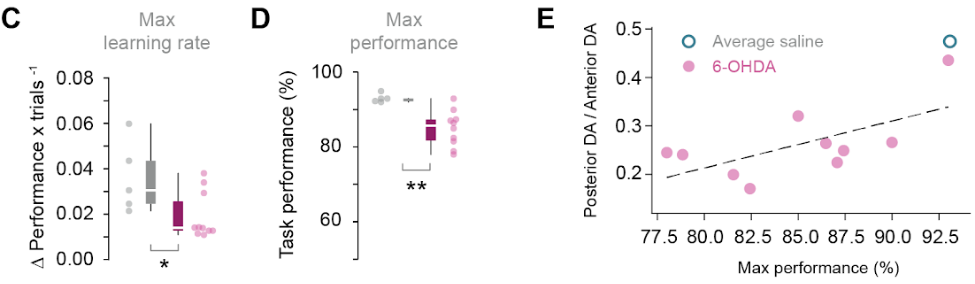 C
Max
learning rate
Δ Performance x trials -1
0.08
0.06
0.04
0.02
0.00
*
D
Max
performance
Task performance (%)
100
80
60
**
E
Posterior DA / Anterior DA
0.5
0.4
0.3
0.2
Average saline
6-OHDA
77.5 80.0 82.5 85.0 87.5 90.0 92.5
Max performance (%)